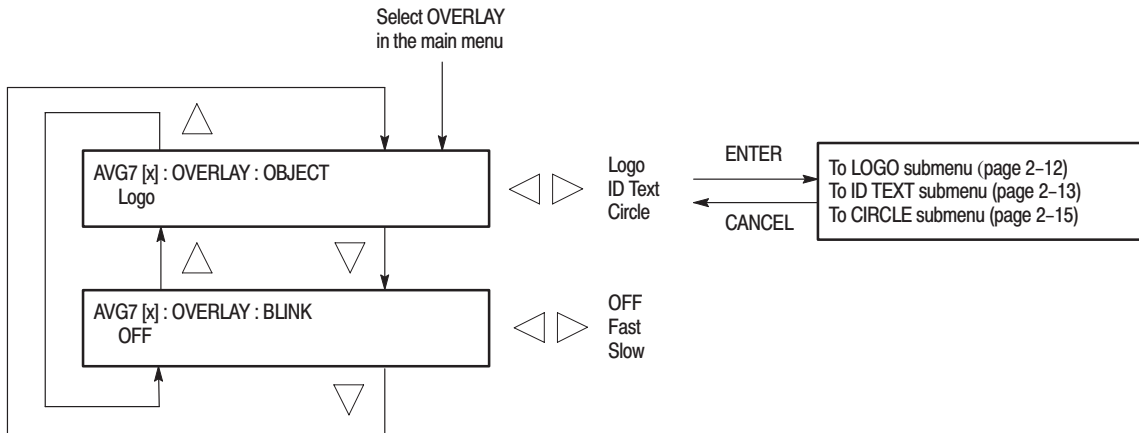 Select OVERLAY
in the main menu
AVG7 [x] : OVERLAY : OBJECT
Logo
Logo
ID Text
Circle
ENTER
CANCEL
To LOGO submenu (page 2–12)
To ID TEXT submenu (page 2–13)
To CIRCLE submenu (page 2–15)
AVG7 [x] : OVERLAY : BLINK
OFF
OFF
Fast
Slow